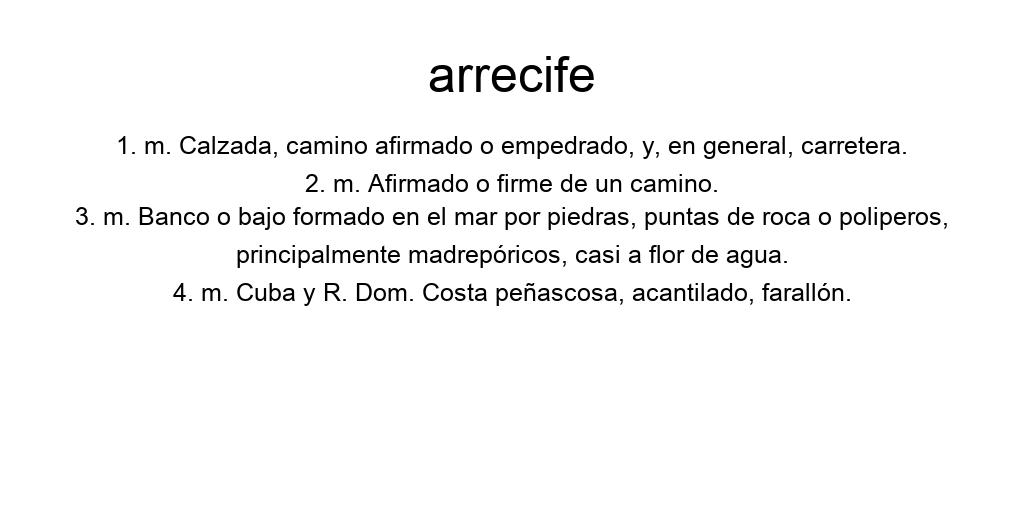 arrecife
1. m. Calzada, camino afirmado o empedrado, y, en general, carretera.
2. m. Afirmado o firme de un camino.
3. m. Banco o bajo formado en el mar por piedras, puntas de roca o poliperos,
principalmente madrepóricos, casi a flor de agua.
4. m. Cuba y R. Dom. Costa peñascosa, acantilado, farallón.